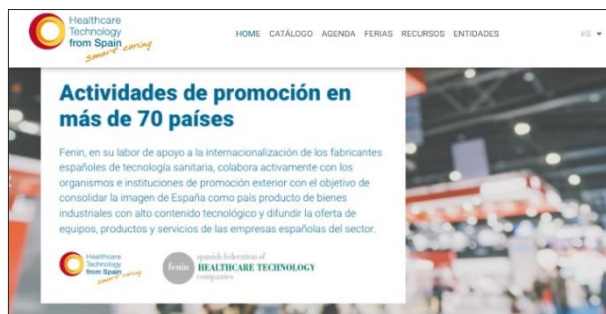 Healthcare
Technology
from Spain
smart caring
HOME CATÁLOGO AGENDA FERIAS RECURSOS ENTIDADES
ES
Actividades de promoción en
más de 70 países
Fenin, en su labor de apoyo a la internacionalización de los fabricantes
españoles de tecnología sanitaria, colabora activamente con los
organismos e instituciones de promoción exterior con el objetivo de
consolidar la imagen de España como país producto de bienes
industriales con alto contenido tecnológico y difundir la oferta de
equipos, productos y servicios de las empresas españolas del sector.
Healthcare
Technology
from Spain
smart caring
fenin
spanish federation of
HEALTHCARE TECHNOLOGY
companies